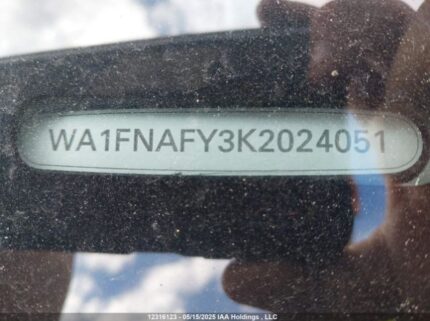 WA1FNAFY3K2024051
12316123 - 05/15/2025 IAA Holdings , LLC